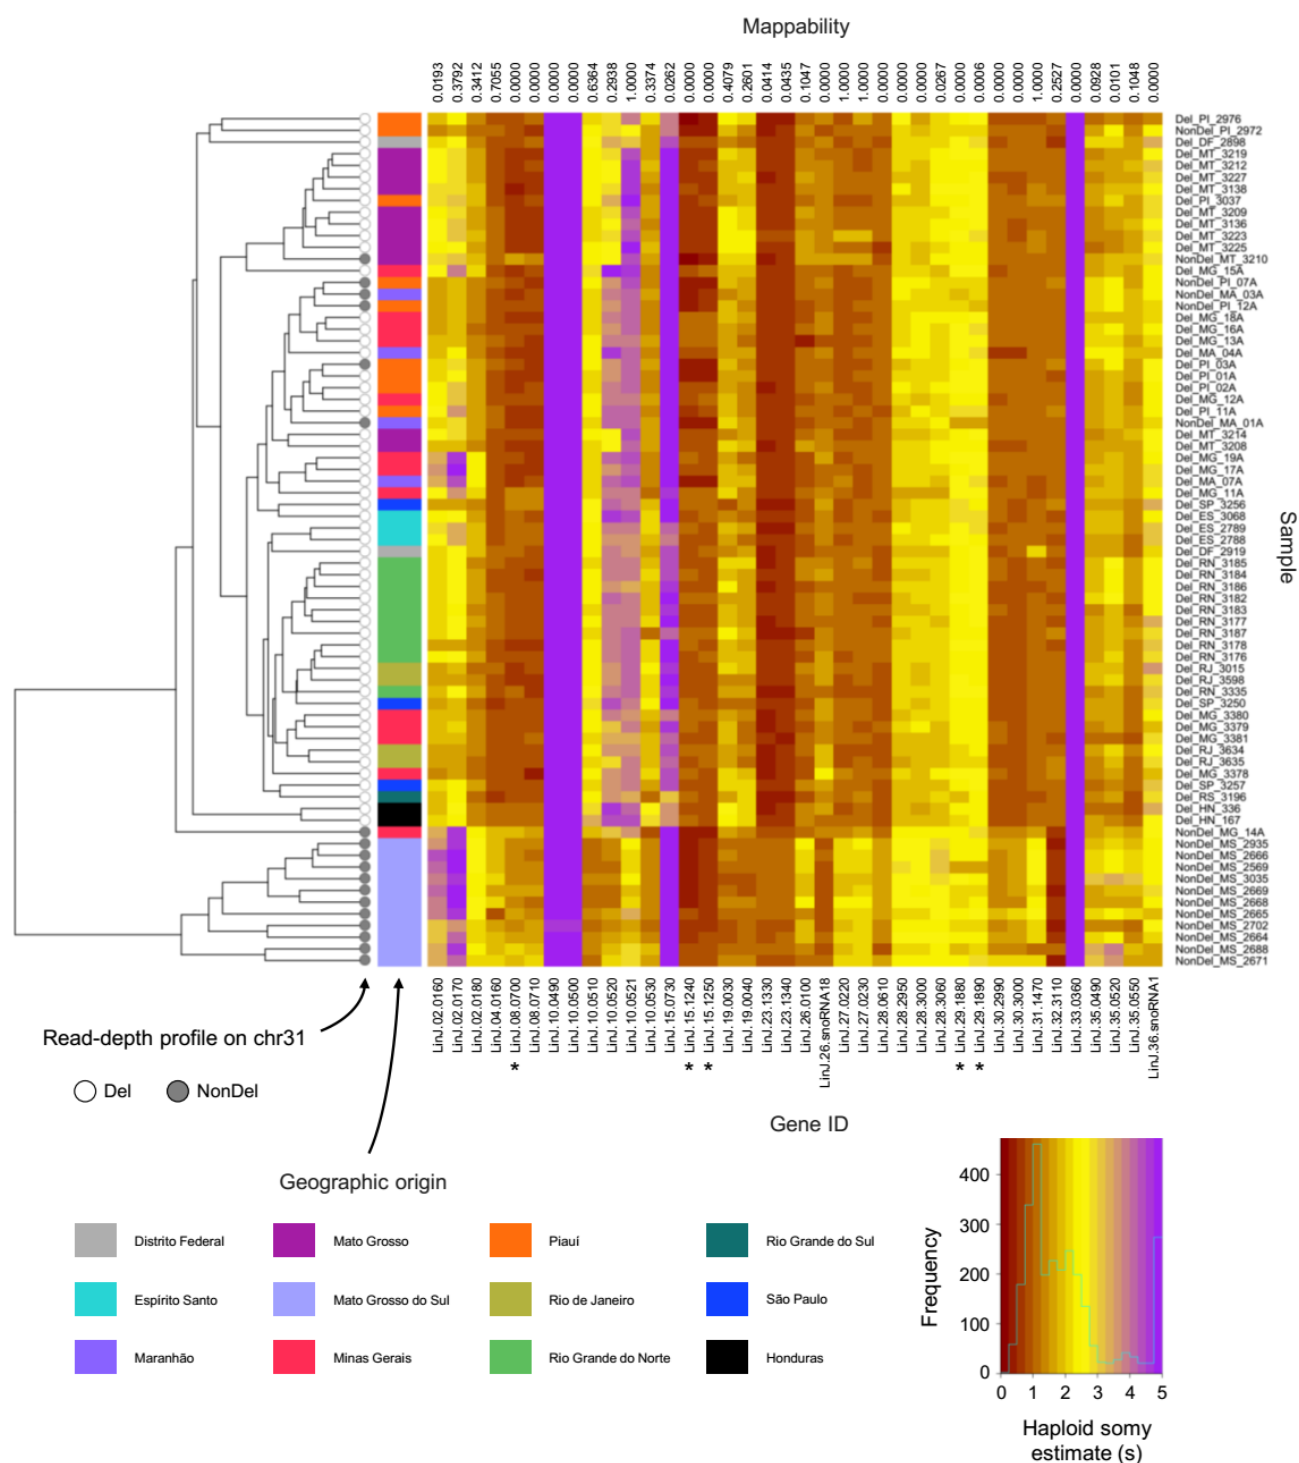 Mappability
0.0193
0.3792
0.3412
0.7055
0.0000
0.0000
0.0000
0.0000
0.6364
0.2938
1.0000
0.3374
0.0262
0.0000
0.0000
0.4079
0.2601
0.0414
0.0435
0.1047
0.0000
1.0000
1.0000
0.0000
0.0000
0.0000
0.0267
0.0000
0.0006
0.0000
0.0000
1.0000
0.2527
0.0000
0.0928
0.0101
0.1048
0.0000
Del_PI_2976
NonDel_PI_2972
Del_DF_2898
Del_MT_3219
Del_MT_3212
Del_MT_3227
Del_MT_3138
Del_PI_3037
Del_MT_3209
Del_MT_3136
Del_MT_3223
Del_MT_3225
NonDel_MT_3210
Del_MG_15A
NonDel_PI_07A
NonDel_MA_03A
NonDel_PI_12A
Del_MG_18A
Del_MG_16A
Del_MG_13A
Del_MA_04A
Del_PI_03A
Del_PI_01A
Del_PI_02A
Del_MG_12A
Del_PI_11A
NonDel_MA_01A
Del_MT_3214
Del_MT_3208
Del_MG_19A
Del_MG_17A
Del_MA_07A
Del_MG_11A
Del_SP_3256
Del_ES_3068
Del_ES_2789
Del_ES_2788
Del_DF_2919
Del_RN_3185
Del_RN_3184
Del_RN_3186
Del_RN_3182
Del_RN_3183
Del_RN_3177
Del_RN_3187
Del_RN_3178
Del_RN_3176
Del_RJ_3015
Del_RJ_3598
Del_RN_3335
Del_SP_3250
Del_MG_3380
Del_MG_3379
Del_MG_3381
Del_RJ_3634
Del_RJ_3635
Del_MG_3378
Del_SP_3257
Del_RS_3196
Del_HN_336
Del_HN_167
NonDel_MG_14A
NonDel_MS_2935
NonDel_MS_2666
NonDel_MS_2569
NonDel_MS_3035
NonDel_MS_2669
NonDel_MS_2668
NonDel_MS_2665
NonDel_MS_2702
NonDel_MS_2664
NonDel_MS_2688
NonDel_MS_2671
Sample
LinJ.02.0160
LinJ.02.0170
LinJ.02.0180
LinJ.04.0160
* LinJ.08.0700
LinJ.08.0710
LinJ.10.0490
LinJ.10.0500
LinJ.10.0510
LinJ.10.0520
LinJ.10.0521
LinJ.10.0530
LinJ.15.0730
* LinJ.15.1240
* LinJ.15.1250
LinJ.19.0030
LinJ.19.0040
LinJ.23.1330
LinJ.23.1340
LinJ.26.0100
LinJ.26.snoRNA18
LinJ.27.0220
LinJ.27.0230
LinJ.28.0610
LinJ.28.2950
LinJ.28.3000
LinJ.28.3060
* LinJ.29.1880
* LinJ.29.1890
LinJ.30.2990
LinJ.30.3000
LinJ.31.1470
LinJ.32.3110
LinJ.33.0360
LinJ.35.0490
LinJ.35.0520
LinJ.35.0550
LinJ.36.snoRNA1
Gene ID
Read-depth profile on chr31
Del
NonDel
Geographic origin
Distrito Federal
Mato Grosso
Piauí
Rio Grande do Sul
Espírito Santo
Mato Grosso do Sul
Rio de Janeiro
São Paulo
Maranhão
Minas Gerais
Rio Grande do Norte
Honduras
Frequency
400
300
200
100
0
0 1 2 3 4 5
Haploid somy
estimate (s)